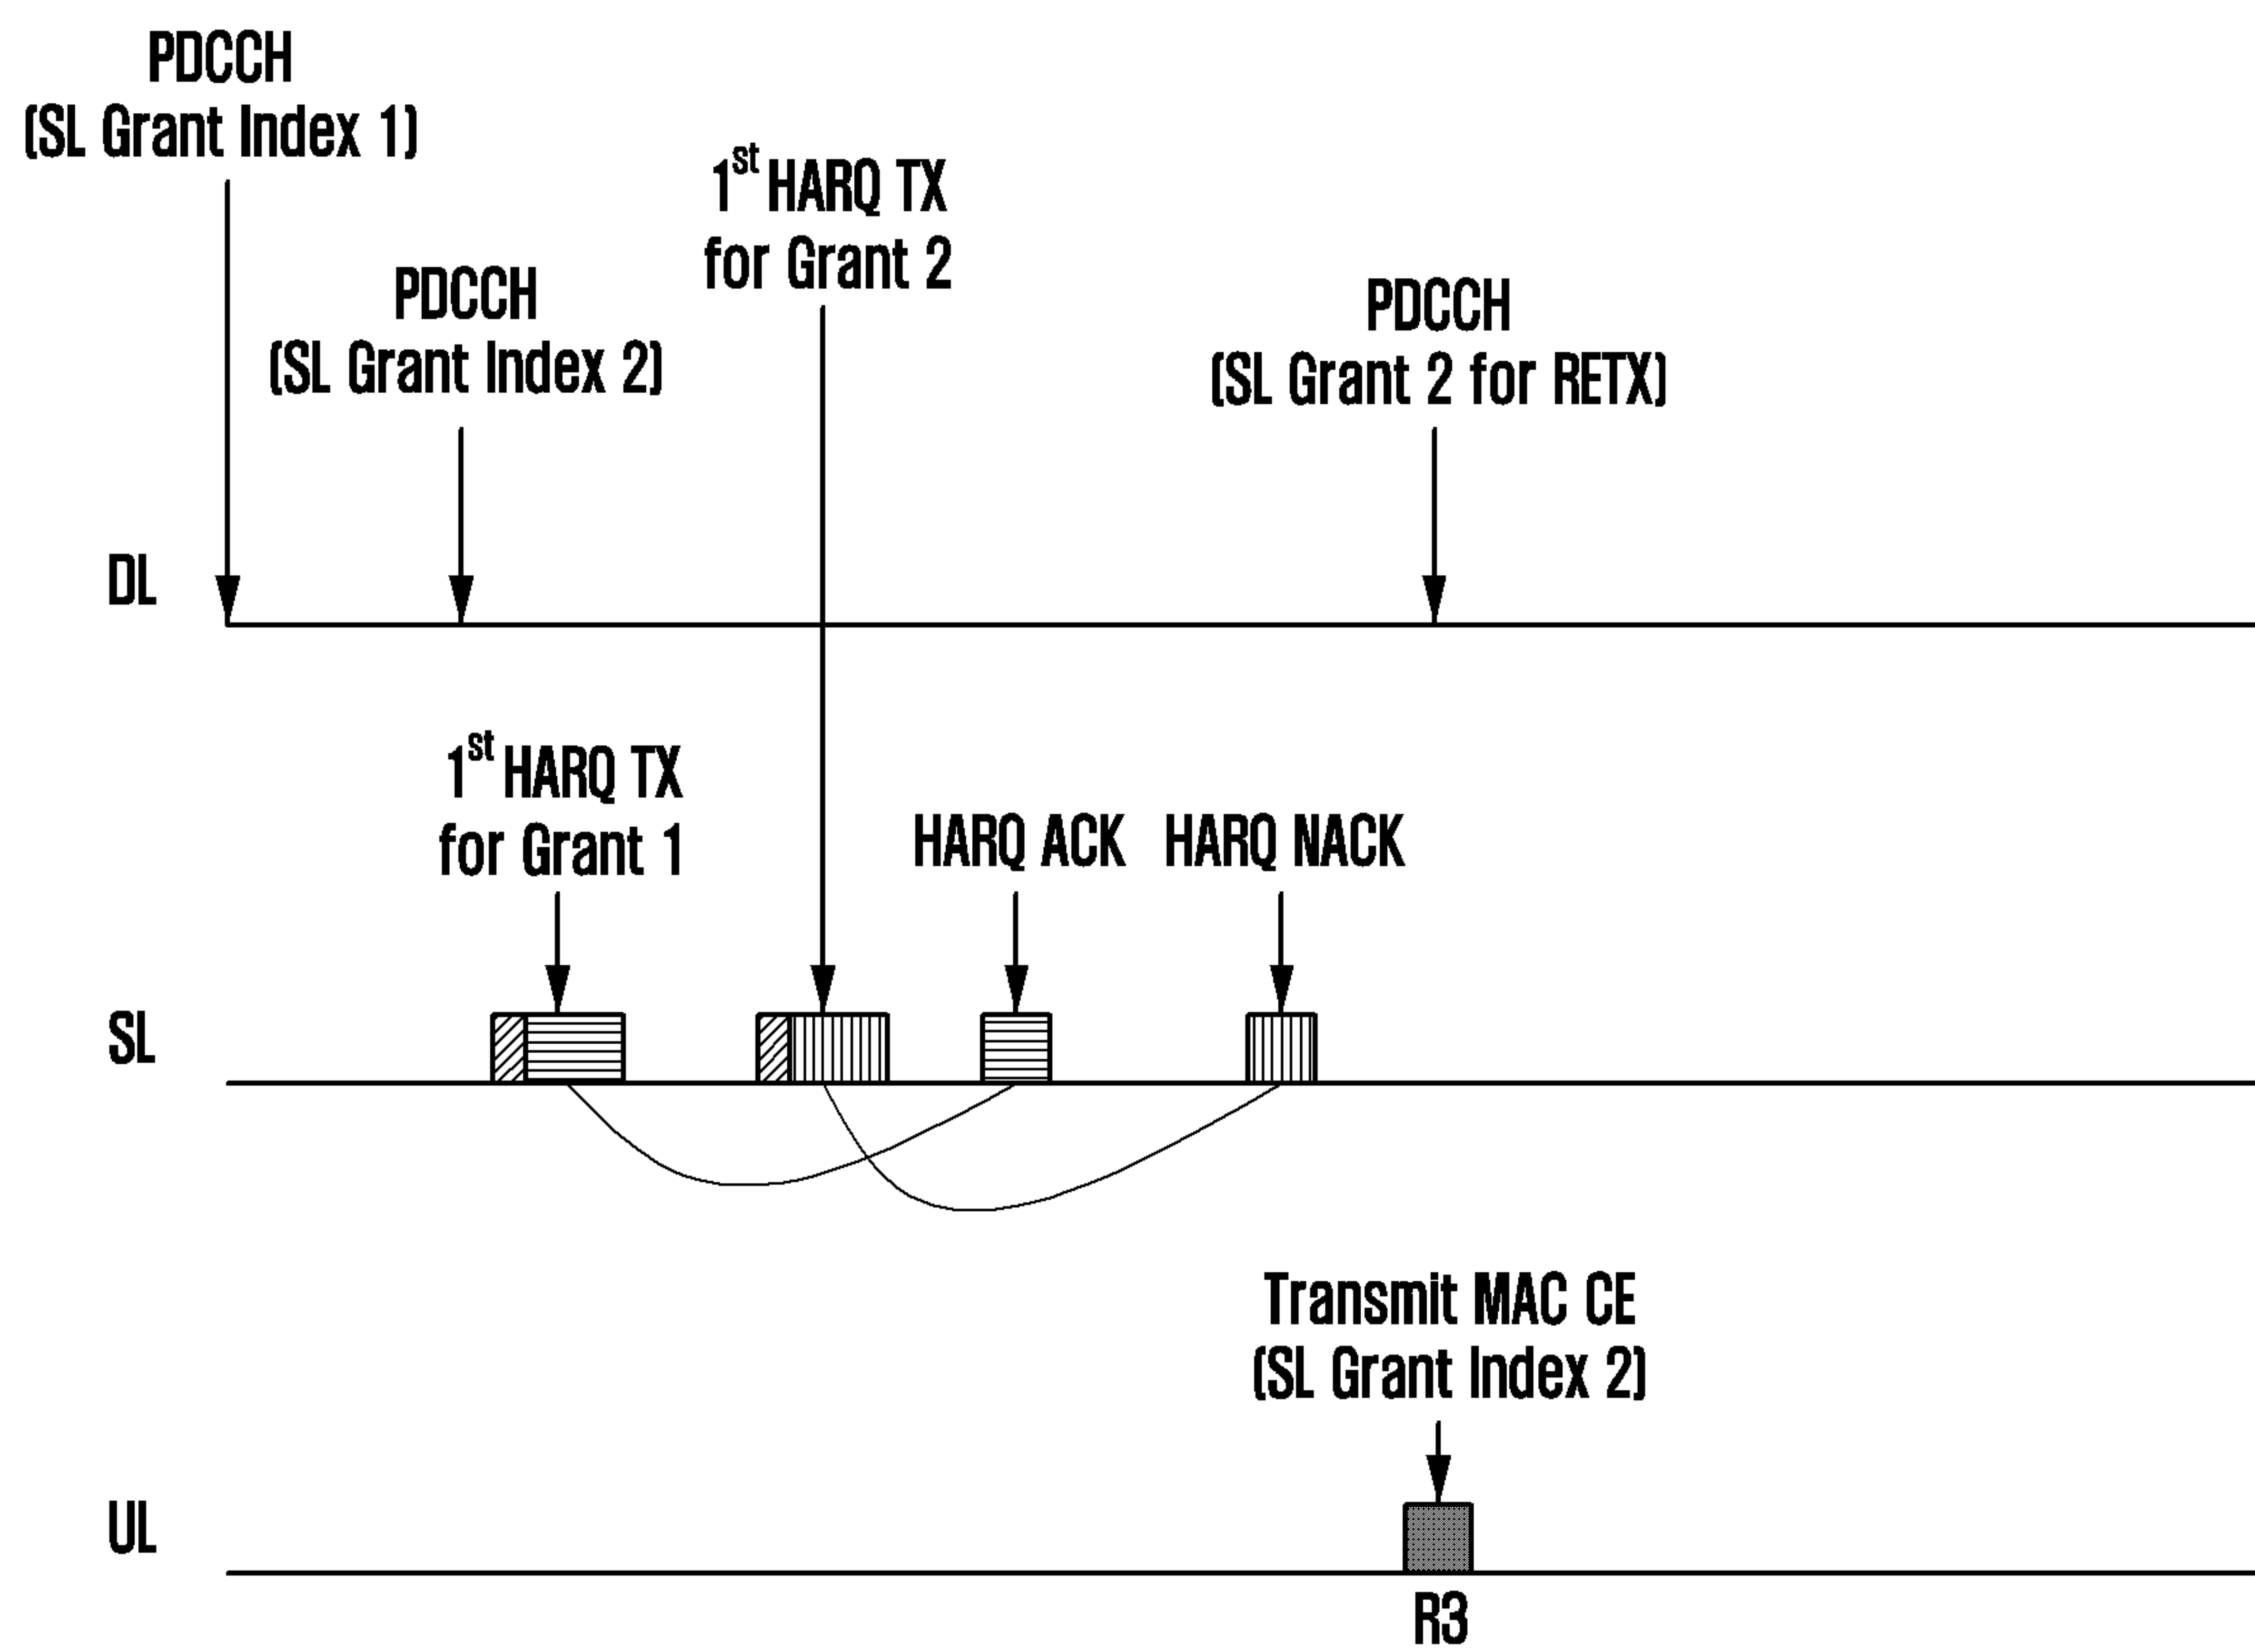 PDCCH
(SL Grant Index 1)
1st HARQ TX
for Grant 2
PDCCH
(SL Grant Index 2)
PDCCH
(SL Grant 2 for RETX)
DL
1st HARQ TX
for Grant 1
HARQ ACK
HARQ NACK
SL
Transmit MAC CE
(SL Grant Index 2)
UL
R3